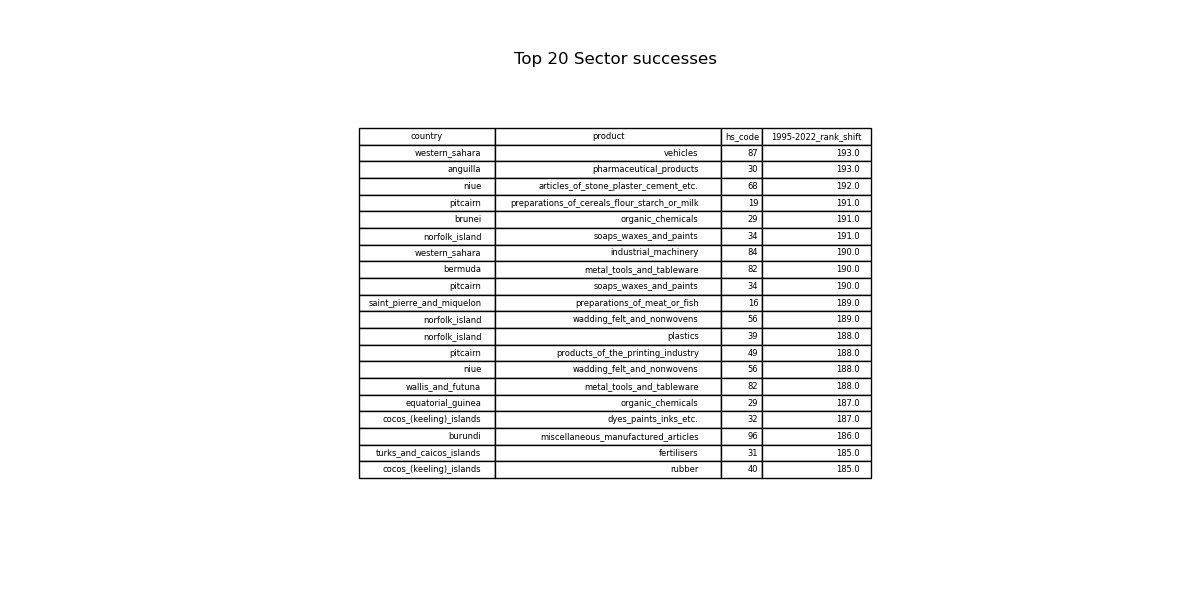 Top 20 Sector successes
country product hs_code 1995-2022_rank_shift
western_sahara vehicles 87 193.0
anguilla pharmaceutical_products 30 193.0
niue articles_of_stone_plaster_cement_etc. 68 192.0
pitcairn preparations_of_cereals_flour_starch_or_milk 19 191.0
brunei organic_chemicals 29 191.0
norfolk_island soaps_waxes_and_paints 34 191.0
western_sahara industrial_machinery 84 190.0
bermuda metal_tools_and_tableware 82 190.0
pitcairn soaps_waxes_and_paints 34 190.0
saint_pierre_and_miquelon preparations_of_meat_or_fish 16 189.0
norfolk_island wadding_felt_and_nonwovens 56 189.0
norfolk_island plastics 39 188.0
pitcairn products_of_the_printing_industry 49 188.0
niue wadding_felt_and_nonwovens 56 188.0
wallis_and_futuna metal_tools_and_tableware 82 188.0
equatorial_guinea organic_chemicals 29 187.0
cocos_(keeling)_islands dyes_paints_inks_etc. 32 187.0
burundi miscellaneous_manufactured_articles 96 186.0
turks_and_caicos_islands fertilisers 31 185.0
cocos_(keeling)_islands rubber 40 185.0